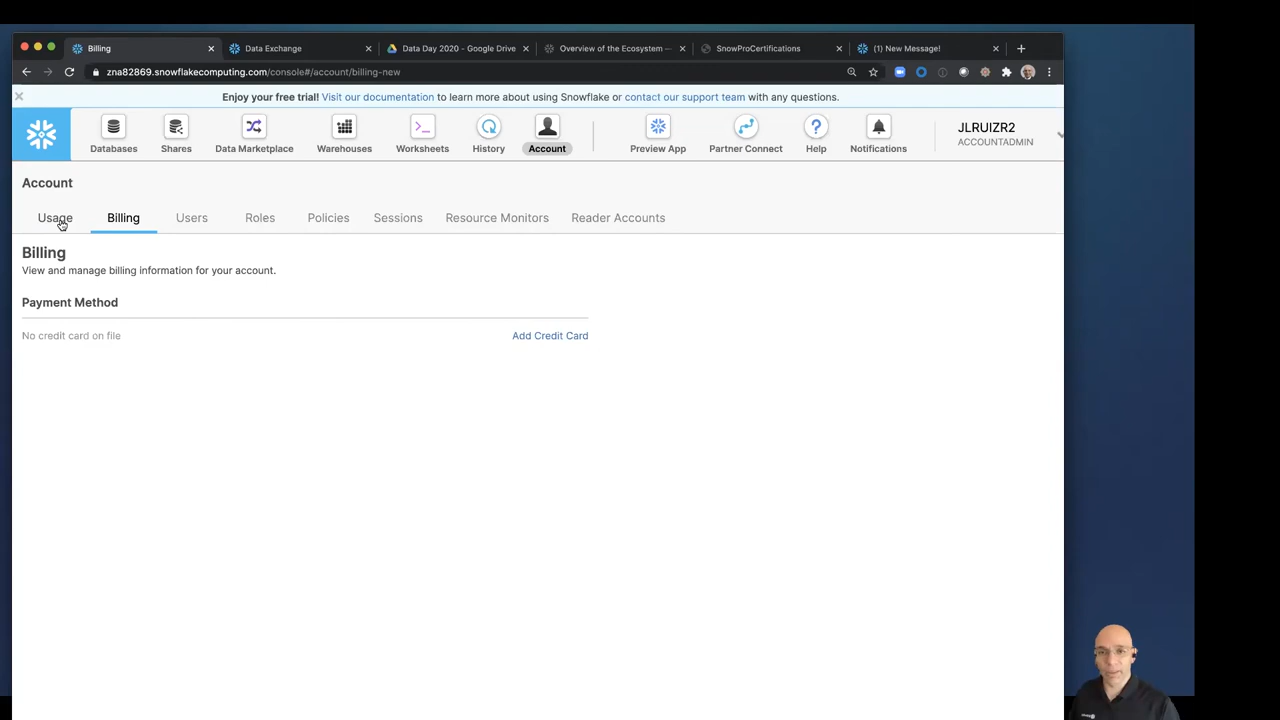 Billing
Data Exchange
Data Day 2020 - Google Drive
Overview of the Ecosystem —
SnowProCertifications
(1) New Message!
zna82869.snowflakecomputing.com/console#/account/billing-new
Enjoy your free trial! Visit our documentation to learn more about using Snowflake or contact our support team with any questions.
Databases
Shares
Data Marketplace
Warehouses
Worksheets
History
Account
Preview App
Partner Connect
Help
Notifications
JLRUIZR2
ACCOUNTADMIN
Account
Usage
Billing
Users
Roles
Policies
Sessions
Resource Monitors
Reader Accounts
Billing
View and manage billing information for your account.
Payment Method
No credit card on file
Add Credit Card